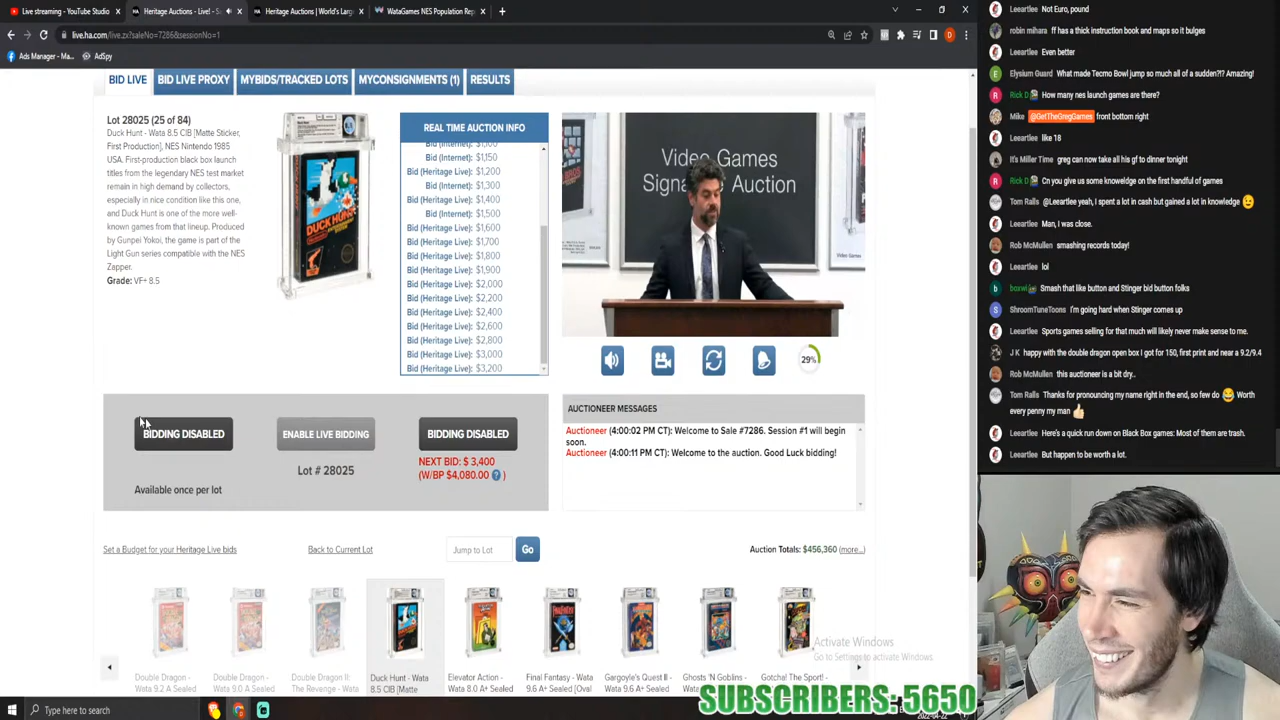 Live streaming - YouTube Studio
Heritage Auctions - Live! - S
Heritage Auctions | World's Larg
WataGames NES Population Rep
live.ha.com/live.zx?saleNo=7286&sessionNo=1
Ads Manager - Ma...
AdSpy
BID LIVE
BID LIVE PROXY
MYBIDS/TRACKED LOTS
MYCONSIGNMENTS (1)
RESULTS
Lot 28025 (25 of 84)
Duck Hunt - Wata 8.5 CIB [Matte Sticker,
First Production], NES Nintendo 1985
USA. First-production black box launch
titles from the legendary NES test market
remain in high demand by collectors,
especially in nice condition like this one,
and Duck Hunt is one of the more well-
known games from that lineup. Produced
by Gunpei Yokoi, the game is part of the
Light Gun series compatible with the NES
Zapper.
Grade: VF+ 8.5
DUCK HUNT
REAL TIME AUCTION INFO
Bid (Internet): $1,150
Bid (Heritage Live): $1,200
Bid (Internet): $1,300
Bid (Heritage Live): $1,400
Bid (Internet): $1,500
Bid (Heritage Live): $1,600
Bid (Heritage Live): $1,700
Bid (Heritage Live): $1,800
Bid (Heritage Live): $1,900
Bid (Heritage Live): $2,000
Bid (Heritage Live): $2,200
Bid (Heritage Live): $2,400
Bid (Heritage Live): $2,600
Bid (Heritage Live): $2,800
Bid (Heritage Live): $3,000
Bid (Heritage Live): $3,200
Video Games
Signa Auction
Video Games
29%
BIDDING DISABLED
ENABLE LIVE BIDDING
BIDDING DISABLED
Lot # 28025
NEXT BID: $ 3,400
(W/BP $4,080.00 ?)
Available once per lot
AUCTIONEER MESSAGES
Auctioneer (4:00:02 PM CT): Welcome to Sale #7286. Session #1 will begin
soon.
Auctioneer (4:00:11 PM CT): Welcome to the auction. Good Luck bidding!
Set a Budget for your Heritage Live bids
Back to Current Lot
Jump to Lot
Go
Auction Totals: $456,360 (more...)
Double Dragon -
Wata 9.2 A Sealed
Double Dragon -
Wata 9.0 A Sealed
Double Dragon II:
The Revenge - Wata
Duck Hunt - Wata
8.5 CIB [Matte
Elevator Action -
Wata 8.0 A+ Sealed
Final Fantasy - Wata
9.6 A+ Sealed [Oval
Gargoyle's Quest II -
Wata 9.6 A+ Sealed
Ghosts 'N Goblins -
Wata 9.2 A+ Sealed
Gotcha! The Sport! -
Activate Windows
Go to Settings to activate Windows.
SUBSCRIBERS: 5650
Type here to search
2022-04-22
Leeartlee Not Euro, pound
robin mihara ff has a thick instruction book and maps so it bulges
Leeartlee Even better
Elysium Guard What made Tecmo Bowl jump so much all of a sudden?!? Amazing!
Rick D How many nes launch games are there?
Mike @GetTheGregGames front bottom right
Leeartlee like 18
It's Miller Time greg can now take all his gf to dinner tonight
Rick D Cn you give us some knoweldge on the first handful of games
Tom Ralls @Leeartlee yeah, I spent a lot in cash but gained a lot in knowledge
Leeartlee Man, I was close.
Rob McMullen smashing records today!
Leeartlee lol
Smash that like button and Stinger bid button folks
ShroomTuneToons I'm going hard when Stinger comes up
Leeartlee Sports games selling for that much will likely never make sense to me.
J K happy with the double dragon open box I got for 150, first print and near a 9.2/9.4
Rob McMullen this auctioneer is a bit dry..
Tom Ralls Thanks for pronouncing my name right in the end, so few do Worth
every penny my man
Leeartlee Here's a quick run down on Black Box games: Most of them are trash.
Leeartlee But happen to be worth a lot.